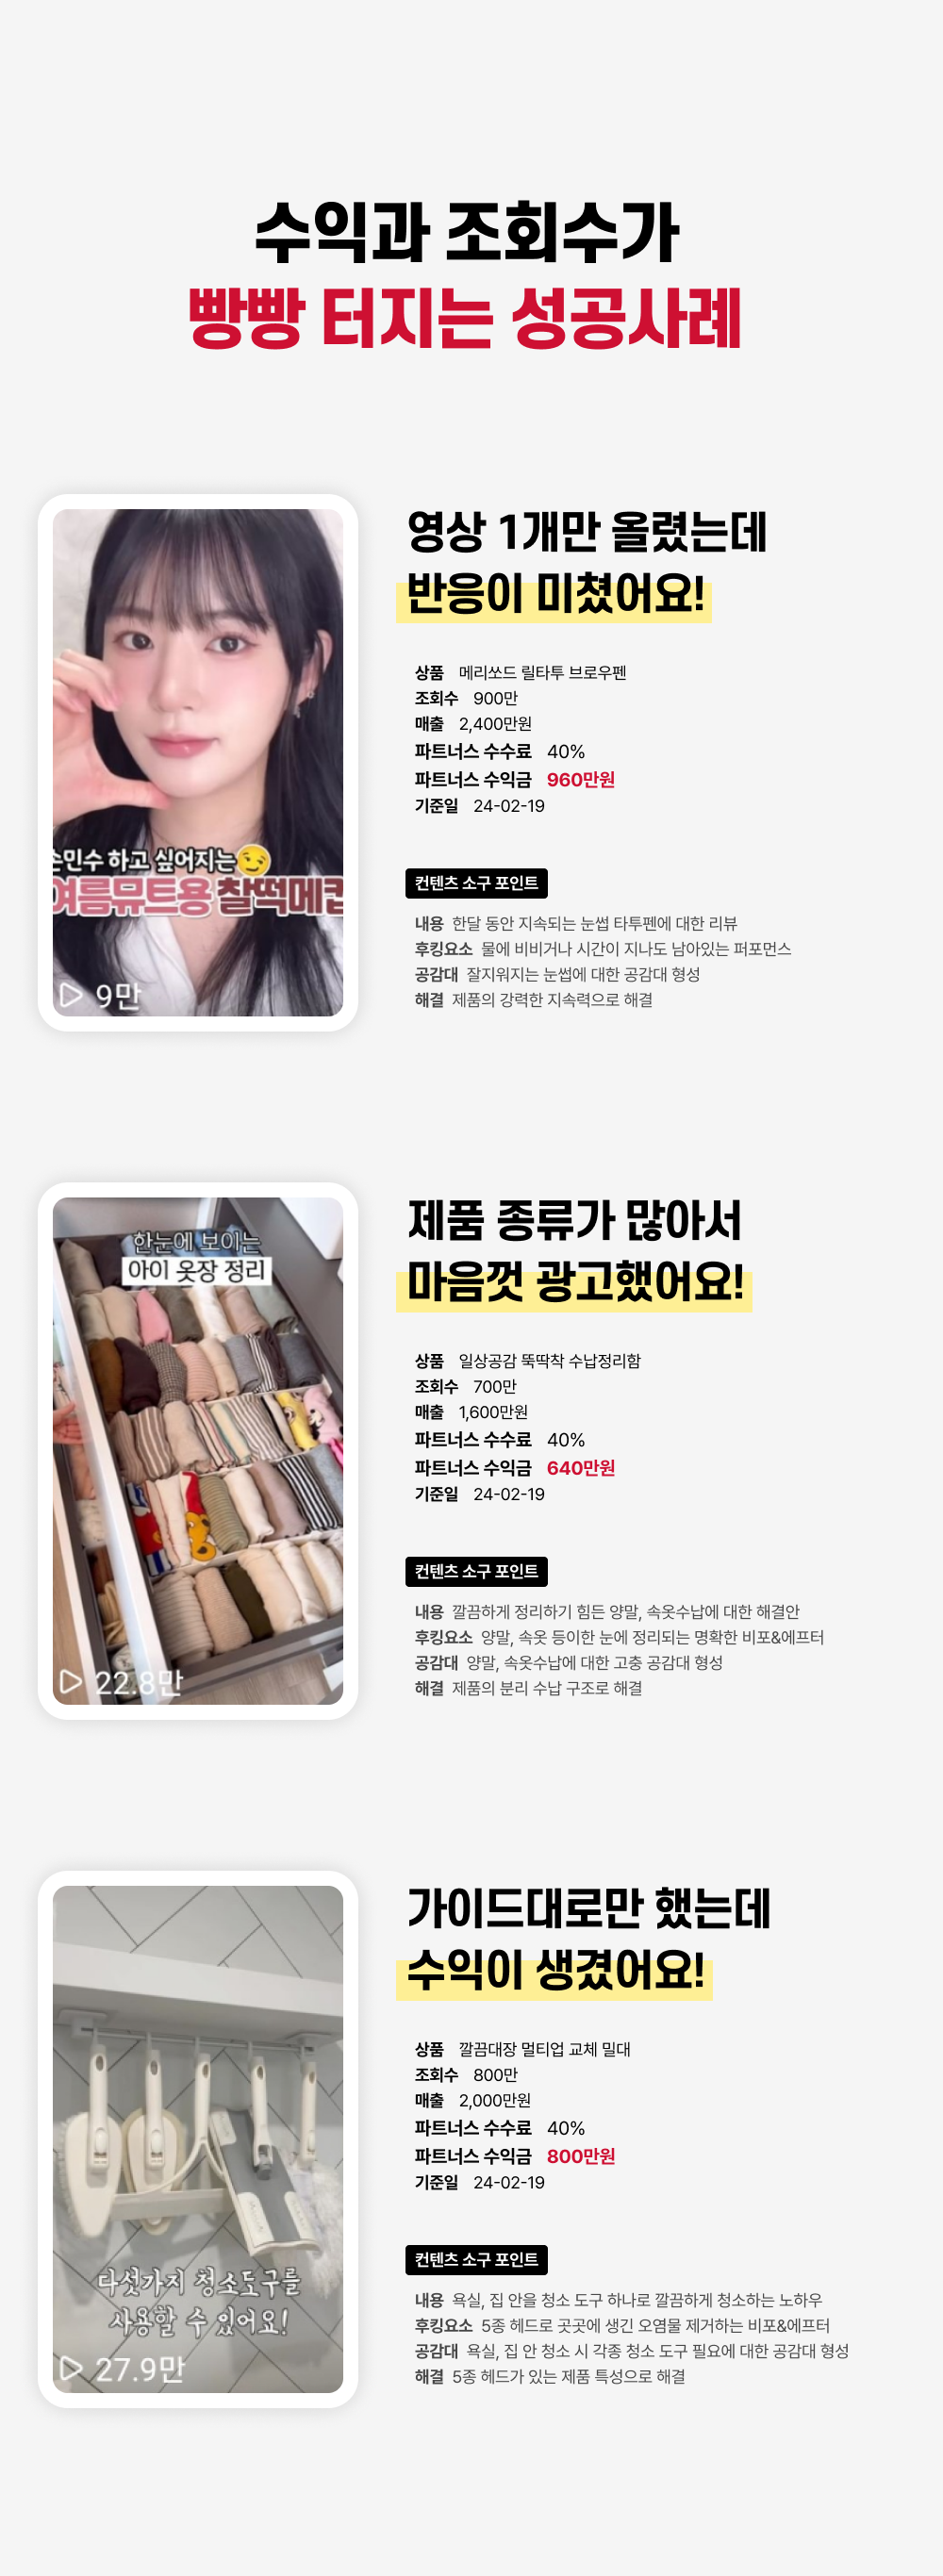 수익과 조회수가
빵빵 터지는 성공사례
손민수 하고 싶어지는😏
여름뮤트용 찰떡메컵
9만
영상 1개만 올렸는데
반응이 미쳤어요!
상품 메리쏘드 릴타투 브로우펜
조회수 900만
매출 2,400만원
파트너스 수수료 40%
파트너스 수익금 960만원
기준일 24-02-19
컨텐츠 소구 포인트
내용 한달 동안 지속되는 눈썹 타투펜에 대한 리뷰
후킹요소 물에 비비거나 시간이 지나도 남아있는 퍼포먼스
공감대 잘지워지는 눈썹에 대한 공감대 형성
해결 제품의 강력한 지속력으로 해결
한눈에 보이는
아이 옷장 정리
22.8만
제품 종류가 많아서
마음껏 광고했어요!
상품 일상공감 뚝딱착 수납정리함
조회수 700만
매출 1,600만원
파트너스 수수료 40%
파트너스 수익금 640만원
기준일 24-02-19
컨텐츠 소구 포인트
내용 깔끔하게 정리하기 힘든 양말, 속옷수납에 대한 해결안
후킹요소 양말, 속옷 등이한 눈에 정리되는 명확한 비포&에프터
공감대 양말, 속옷수납에 대한 고충 공감대 형성
해결 제품의 분리 수납 구조로 해결
다섯가지 청소도구를
사용할 수 있어요!
27.9만
가이드대로만 했는데
수익이 생겼어요!
상품 깔끔대장 멀티업 교체 밀대
조회수 800만
매출 2,000만원
파트너스 수수료 40%
파트너스 수익금 800만원
기준일 24-02-19
컨텐츠 소구 포인트
내용 욕실, 집 안을 청소 도구 하나로 깔끔하게 청소하는 노하우
후킹요소 5종 헤드로 곳곳에 생긴 오염물 제거하는 비포&에프터
공감대 욕실, 집 안 청소 시 각종 청소 도구 필요에 대한 공감대 형성
해결 5종 헤드가 있는 제품 특성으로 해결